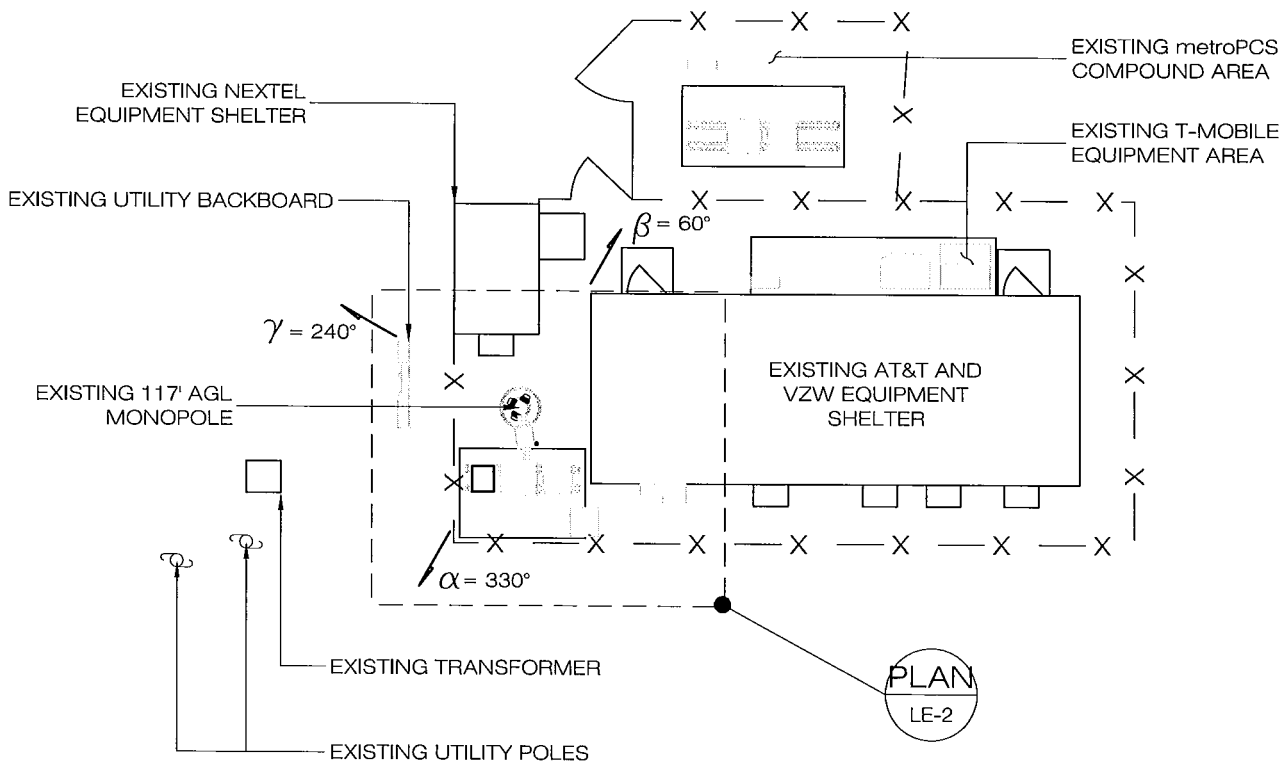 EXISTING metroPCS
COMPOUND AREA
EXISTING NEXTEL
EQUIPMENT SHELTER
EXISTING T-MOBILE
EQUIPMENT AREA
EXISTING UTILITY BACKBOARD
β = 60°
γ = 240°
EXISTING 117' AGL
MONOPOLE
EXISTING AT&T AND
VZW EQUIPMENT
SHELTER
α = 330°
EXISTING TRANSFORMER
PLAN
LE-2
EXISTING UTILITY POLES